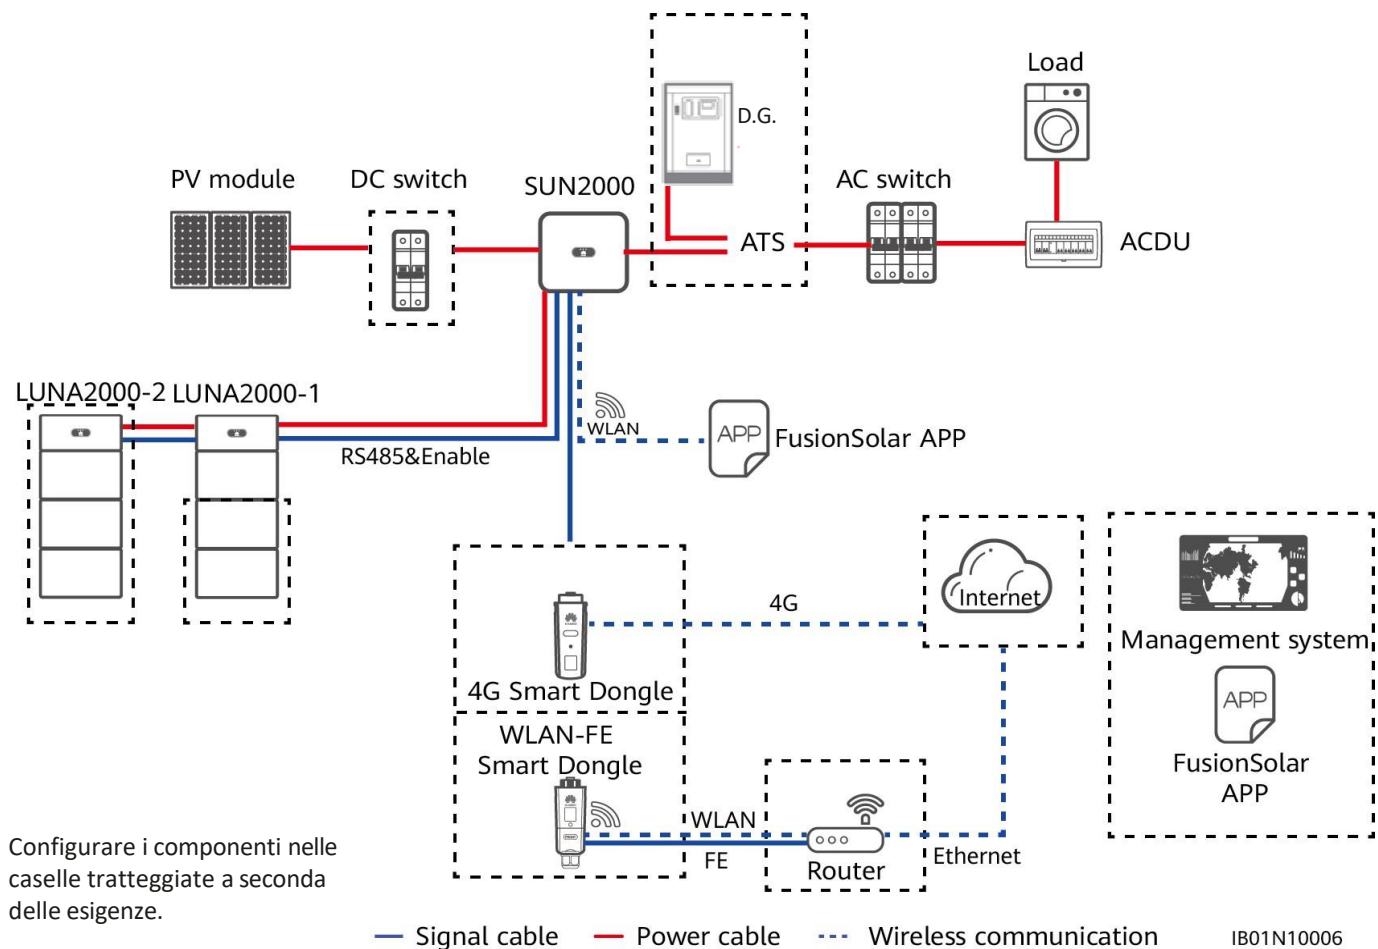 Load
D.G.
PV module
DC switch
SUN2000
AC switch
ATS
ACDU
LUNA2000-2
LUNA2000-1
RS485&Enable
WLAN
APP
FusionSolar APP
Internet
4G
4G Smart Dongle
Management system
APP
FusionSolar
APP
WLAN-FE
Smart Dongle
WLAN
FE
Router
Ethernet
Configurare i componenti nelle
caselle tratteggiate a seconda
delle esigenze.
Signal cable
Power cable
Wireless communication
IB01N10006